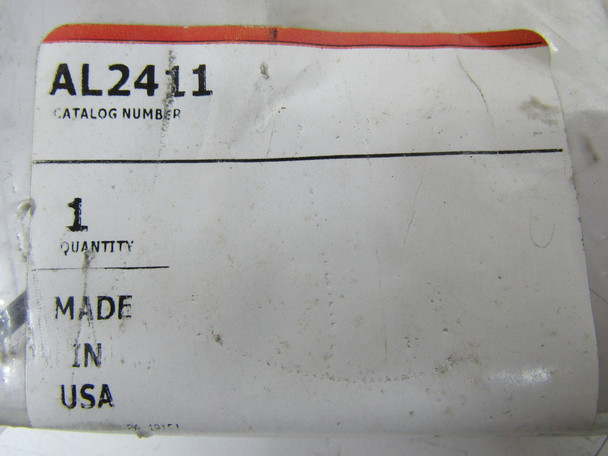 AL2411
CATALOG NUMBER
1
QUANTITY
MADE
IN
USA